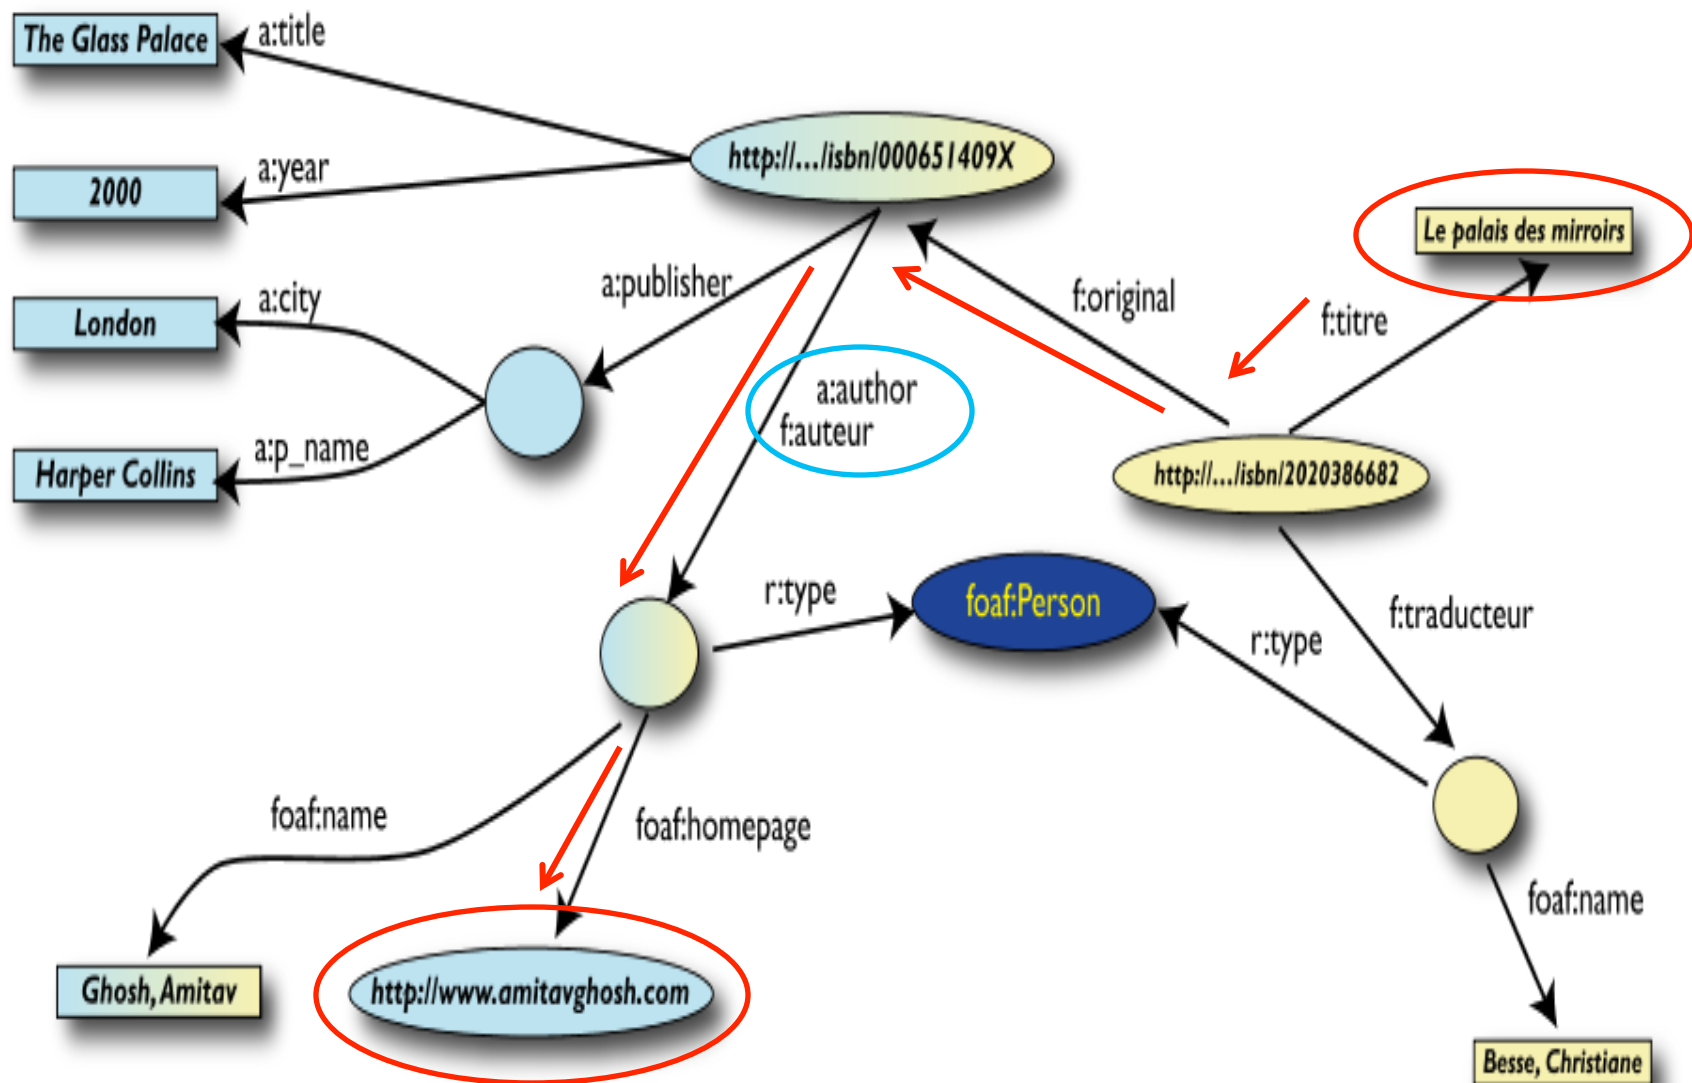 The Glass Palace
a:title
http://.../isbn/000651409X
2000
a:year
Le palais des mirroirs
a:publisher
f:original
f:titre
London
a:city
a:author
f:auteur
Harper Collins
a:p_name
http://.../isbn/2020386682
r:type
foaf:Person
f:traducteur
r:type
foaf:name
foaf:homepage
foaf:name
Ghosh, Amitav
http://www.amitavghosh.com
Besse, Christiane